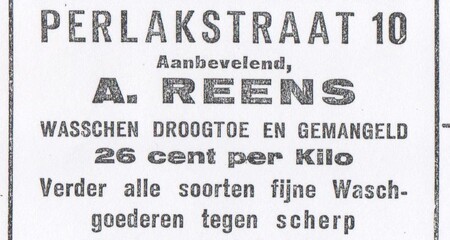 PERLAKSTRAAT 10
Aanbevelend,
A. REENS
WASSCHEN DROOGTOE EN GEMANGELD
26 cent per Kilo
Verder alle soorten fijne Wasch-
goederen tegen scherp